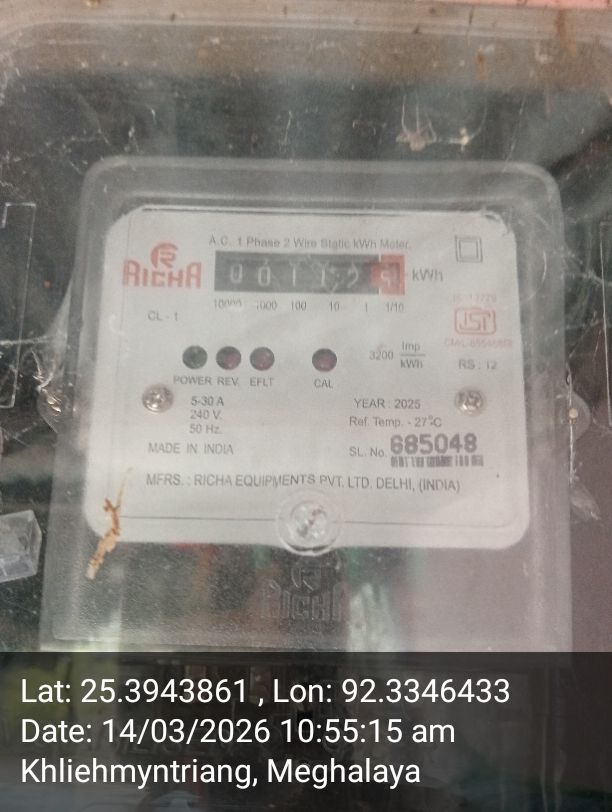 A.C. 1 Phase 2 Wire Static kWh Meter.
RICHA
kWh
10000 1000 100 10 1 1/10
CL - 1
3200 Imp/kWh
RS : 12
POWER REV. EFLT CAL
5-30 A
240 V.
50 Hz.
YEAR : 2025
Ref. Temp. - 27°C
MADE IN INDIA
SL. No. 685048
MFRS. : RICHA EQUIPMENTS PVT. LTD. DELHI, (INDIA)
RICHA
Lat: 25.3943861 , Lon: 92.3346433
Date: 14/03/2026 10:55:15 am
Khliehmyntriang, Meghalaya